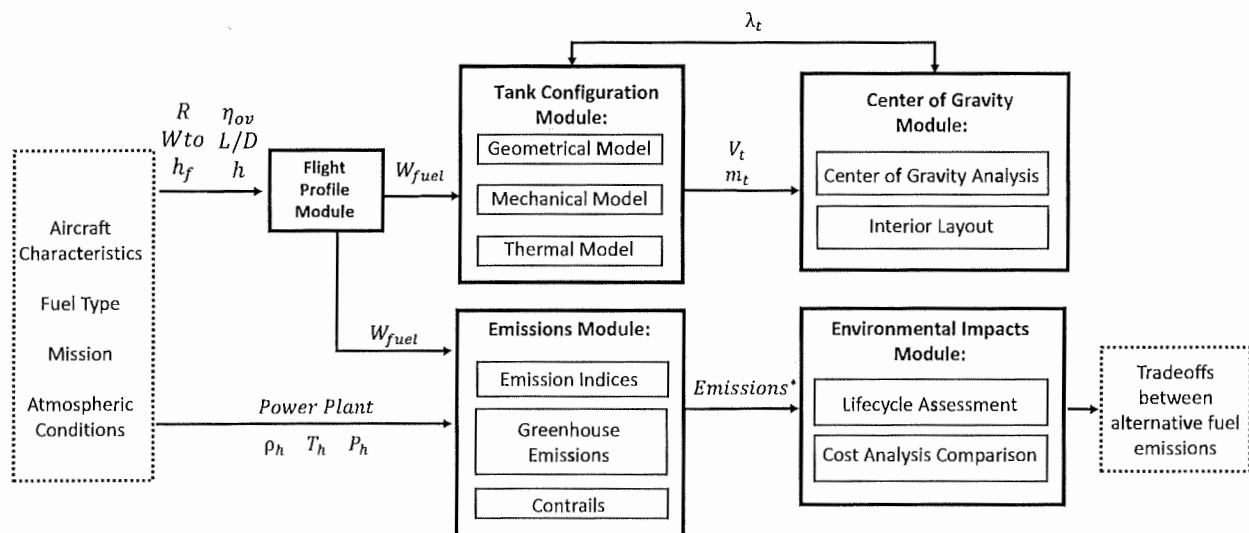 λ_t
R η_ov
Wto L/D
h_f h
Aircraft
Characteristics
Fuel Type
Mission
Atmospheric
Conditions
Flight
Profile
Module
W_fuel
Tank Configuration
Module:
Geometrical Model
Mechanical Model
Thermal Model
V_t
m_t
Center of Gravity
Module:
Center of Gravity Analysis
Interior Layout
W_fuel
Power Plant
ρ_h T_h P_h
Emissions Module:
Emission Indices
Greenhouse
Emissions
Contrails
Emissions*
Environmental Impacts
Module:
Lifecycle Assessment
Cost Analysis Comparison
Tradeoffs
between
alternative fuel
emissions